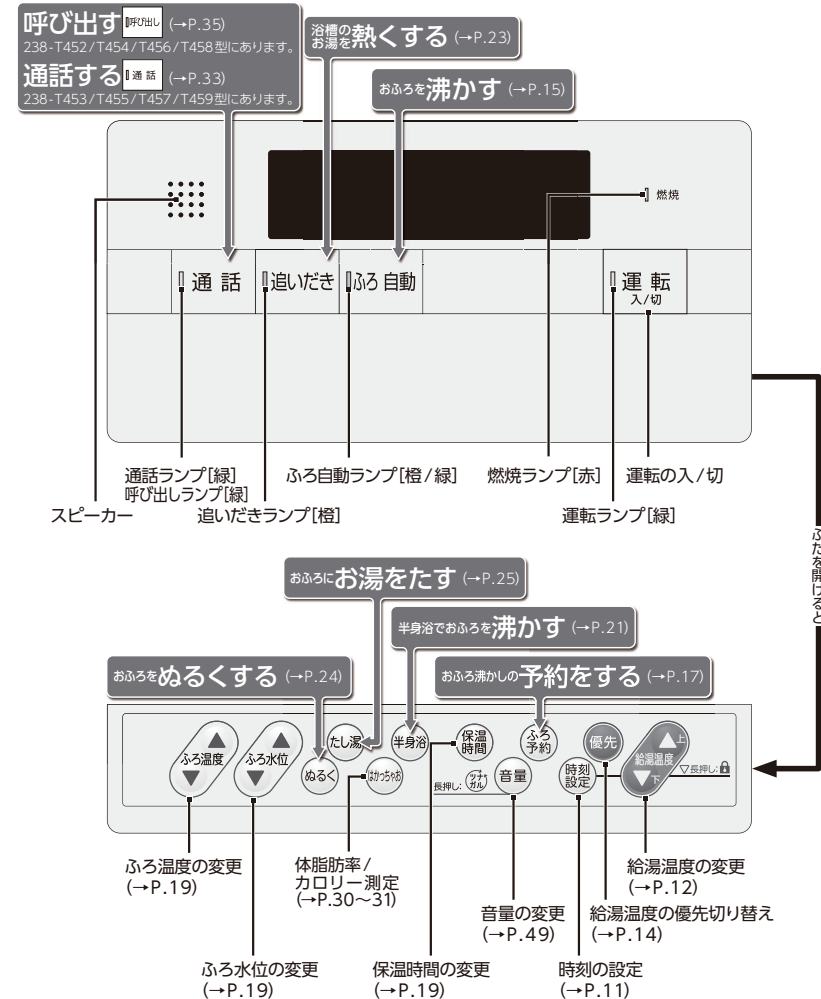 呼び出す 呼び出し (→P.35)
238-T452/T454/T456/T458型にあります。
通話する 通話 (→P.33)
238-T453/T455/T457/T459型にあります。
浴槽の
お湯を熱くする (→P.23)
おふろを沸かす (→P.15)
燃焼
通話
追いだき
ふろ自動
運転
入/切
通話ランプ[緑]
呼び出しランプ[緑]
ふろ自動ランプ[橙/緑]
燃焼ランプ[赤]
運転の入/切
スピーカー
追いだきランプ[橙]
運転ランプ[緑]
ふたを開けると
おふろにお湯をたす (→P.25)
半身浴でおふろを沸かす (→P.21)
おふろをぬるくする (→P.24)
おふろ沸かしの予約をする (→P.17)
ふろ温度
ふろ水位
たし湯
ぬるく
半身浴
はかっちゃお
保温
時間
長押し:
ツナ
ガル
音量
ふろ
予約
時刻
設定
優先
上
給湯温度
下
▽長押し:
ふろ温度の変更
(→P.19)
体脂肪率/
カロリー測定
(→P.30～31)
給湯温度の変更
(→P.12)
音量の変更
(→P.49)
給湯温度の優先切り替え
(→P.14)
ふろ水位の変更
(→P.19)
保温時間の変更
(→P.19)
時刻の設定
(→P.11)